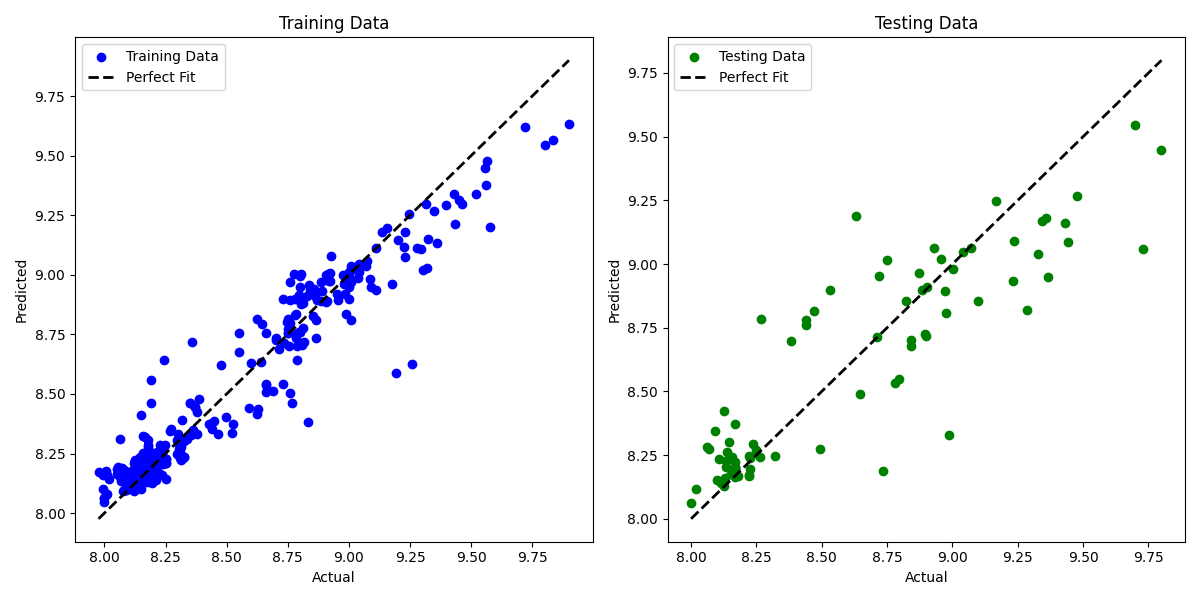 Training Data
Training Data
Perfect Fit
Predicted
9.75
9.50
9.25
9.00
8.75
8.50
8.25
8.00
8.00 8.25 8.50 8.75 9.00 9.25 9.50 9.75
Actual
Testing Data
Testing Data
Perfect Fit
Predicted
9.75
9.50
9.25
9.00
8.75
8.50
8.25
8.00
8.00 8.25 8.50 8.75 9.00 9.25 9.50 9.75
Actual